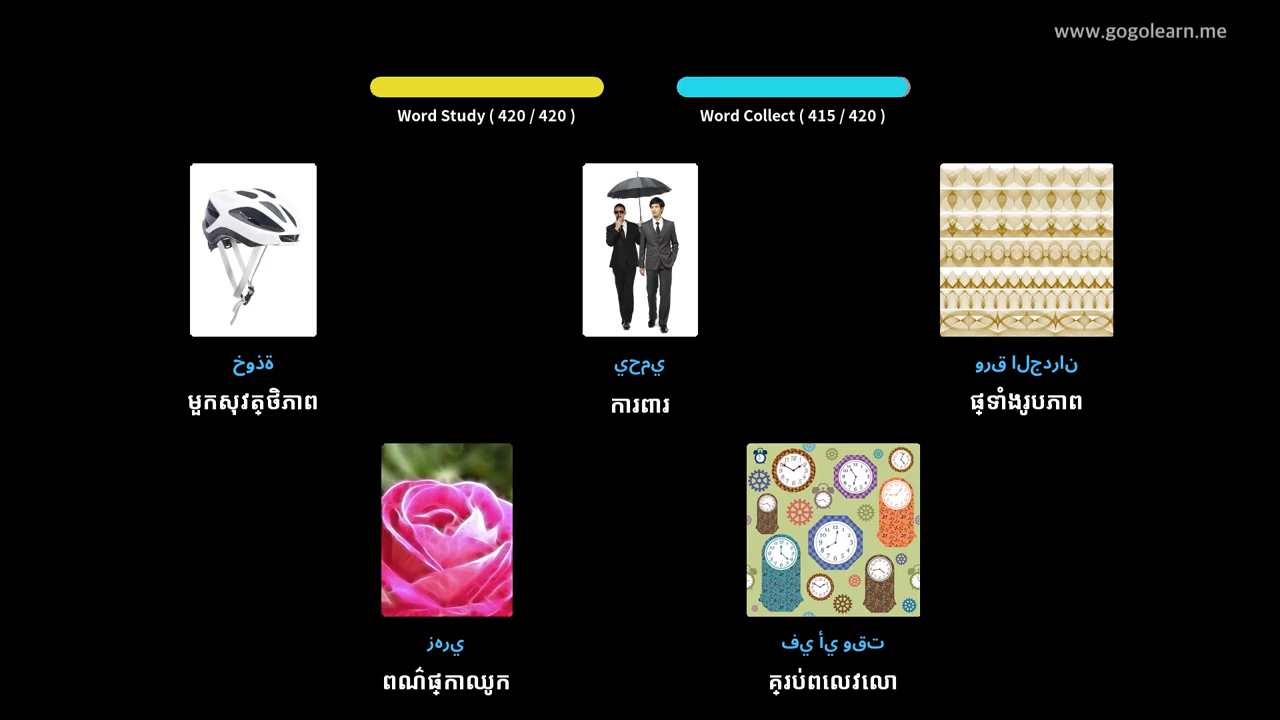 www.gogolearn.me
Word Study ( 420 / 420 )
Word Collect ( 415 / 420 )
خوذة
មួកសុវត្ថិភាព
يحمي
ការពារ
ورق الجدران
ផ្ទាំងរូបភាព
زهري
ពណ៌ផ្កាឈូក
في أي وقت
គ្រប់ពលេវលោ